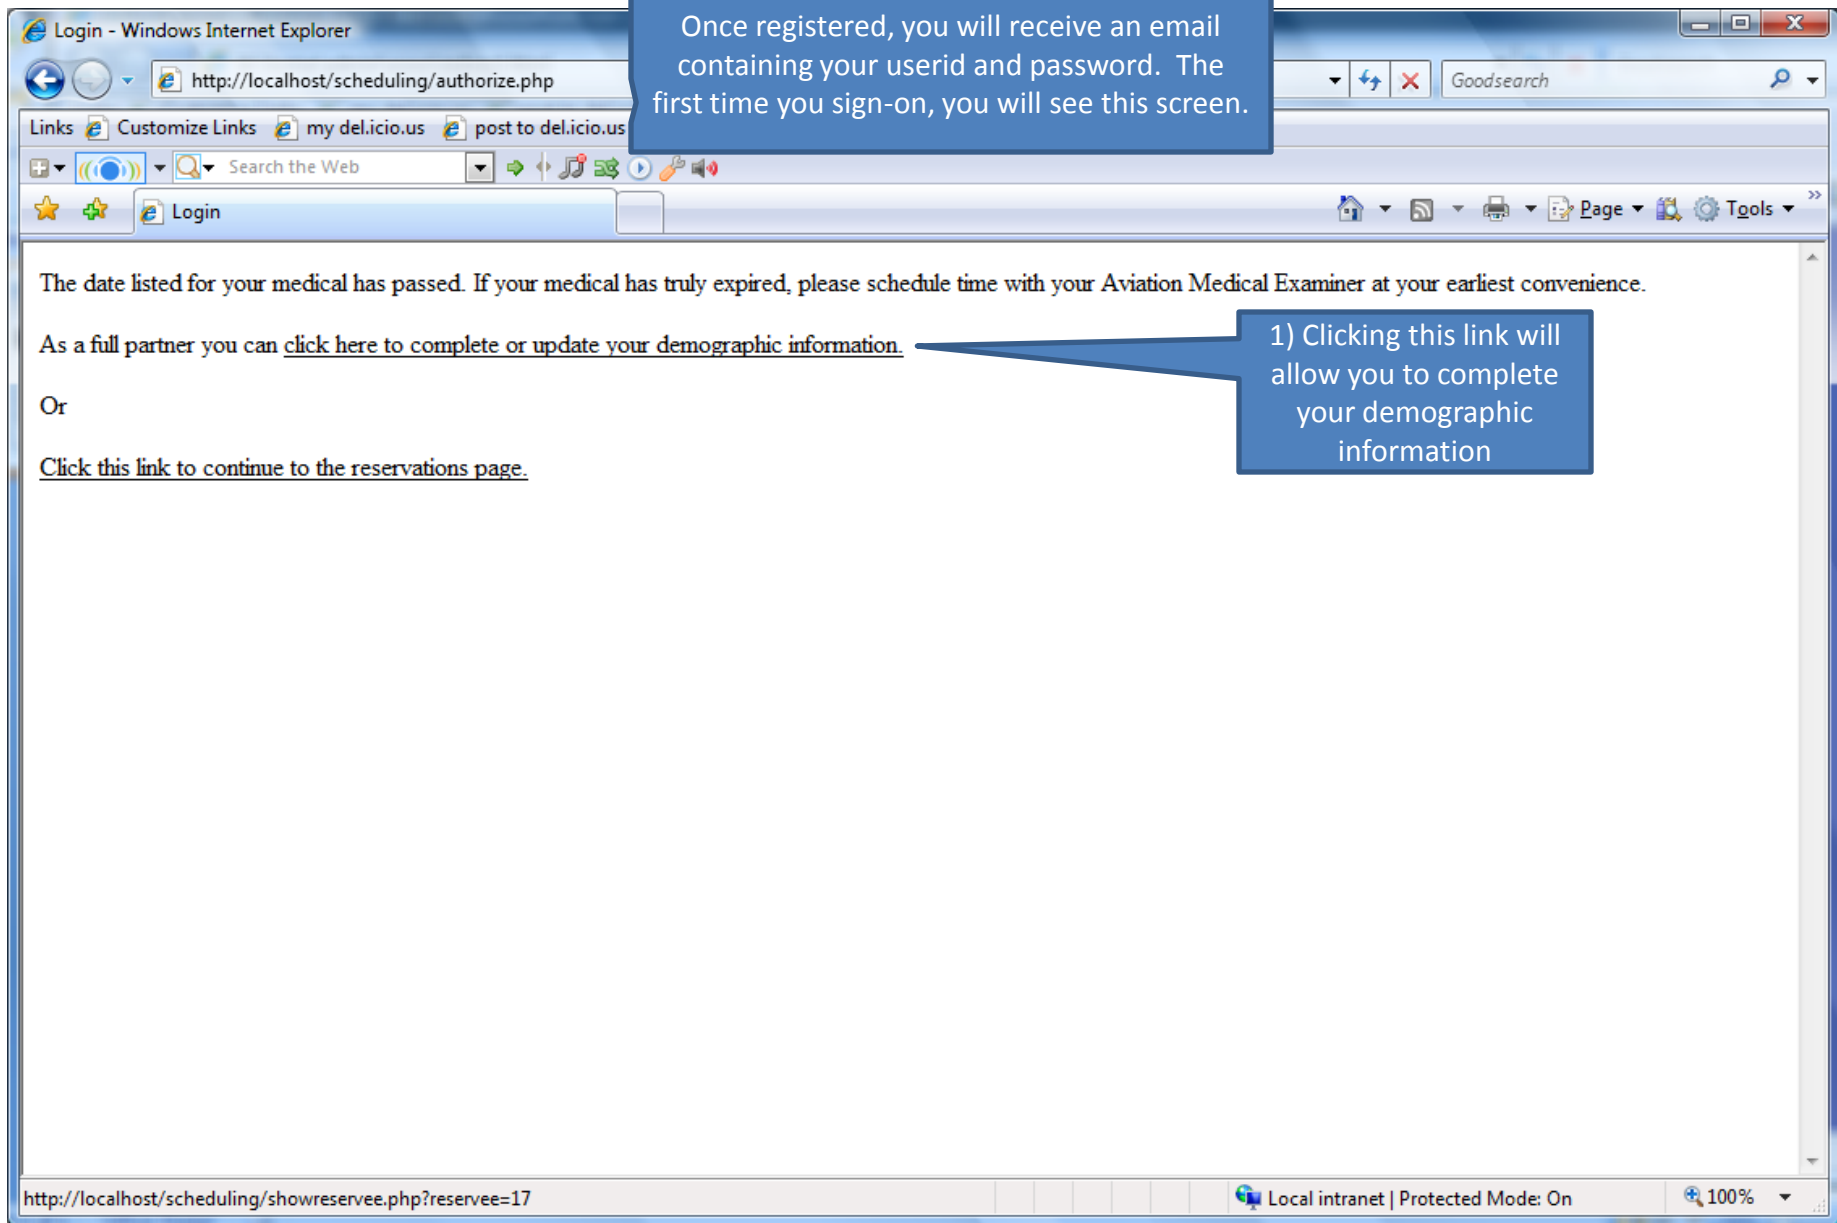 Login - Windows Internet Explorer
Once registered, you will receive an email
containing your userid and password.  The
first time you sign-on, you will see this screen.
http://localhost/scheduling/authorize.php
Goodsearch
Links Customize Links my del.icio.us post to del.icio.us
Search the Web
Login
Page Tools
The date listed for your medical has passed. If your medical has truly expired, please schedule time with your Aviation Medical Examiner at your earliest convenience.
As a full partner you can click here to complete or update your demographic information.
1) Clicking this link will
allow you to complete
your demographic
information
Or
Click this link to continue to the reservations page.
http://localhost/scheduling/showreservee.php?reservee=17
Local intranet | Protected Mode: On
100%